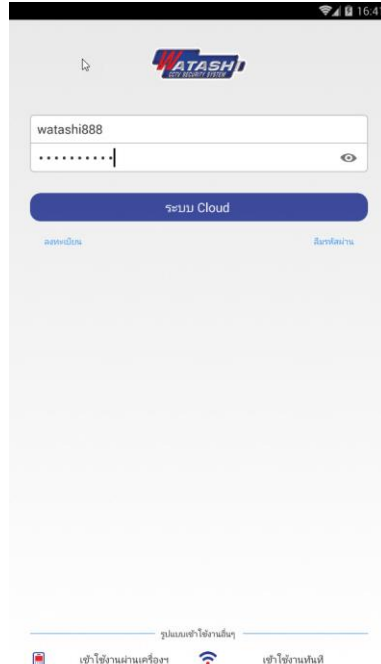 16:41
WATASHI
CCTV SECURITY SYSTEM
watashi888
••••••••••
ระบบ Cloud
ลงทะเบียน ลืมรหัสผ่าน
รูปแบบเข้าใช้งานอื่นๆ
เข้าใช้งานผ่านเครื่องฯ เข้าใช้งานทันที